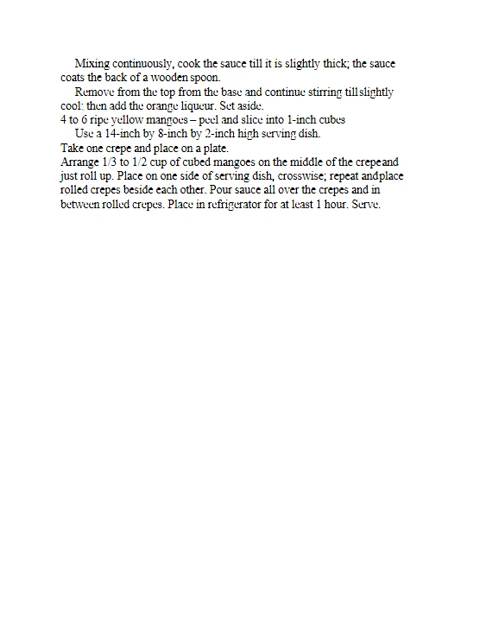 Mixing continuously, cook the sauce till it is slightly thick; the sauce
coats the back of a wooden spoon.
Remove from the top from the base and continue stirring till slightly
cool: then add the orange liqueur. Set aside.
4 to 6 ripe yellow mangoes – peel and slice into 1-inch cubes
Use a 14-inch by 8-inch by 2-inch high serving dish.
Take one crepe and place on a plate.
Arrange 1/3 to 1/2 cup of cubed mangoes on the middle of the crepe and
just roll up. Place on one side of serving dish, crosswise; repeat and place
rolled crepes beside each other. Pour sauce all over the crepes and in
between rolled crepes. Place in refrigerator for at least 1 hour. Serve.